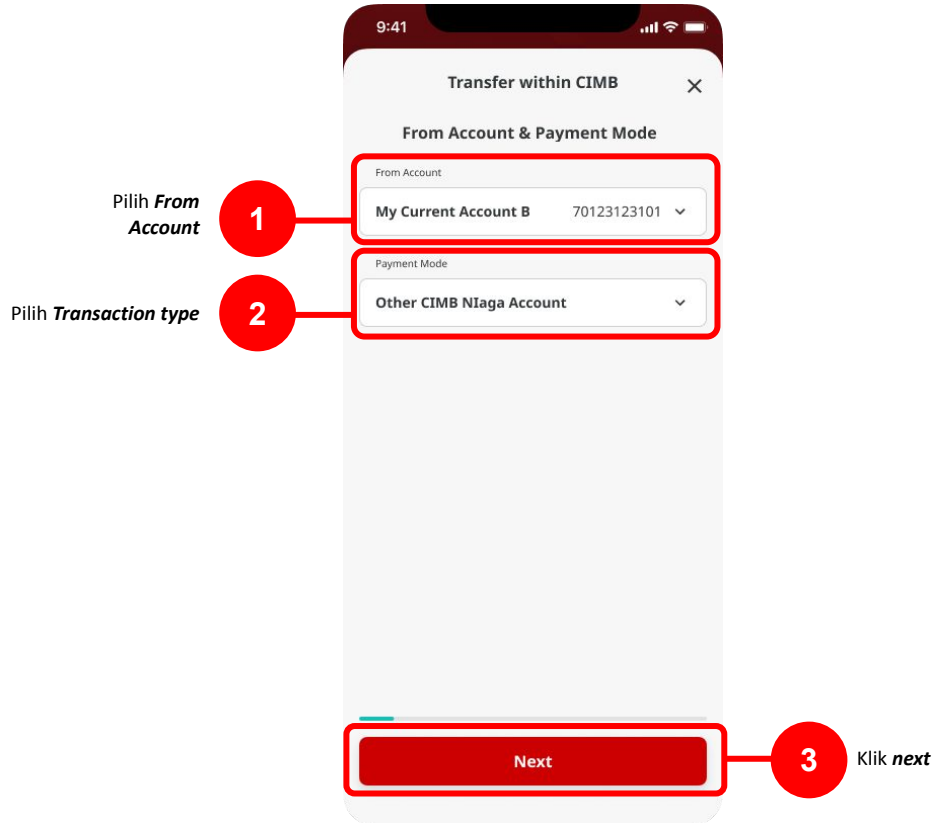 9:41
Transfer within CIMB
From Account & Payment Mode
From Account
My Current Account B 70123123101
Pilih From
Account
1
Payment Mode
Other CIMB NIaga Account
Pilih Transaction type
2
Next
3
Klik next